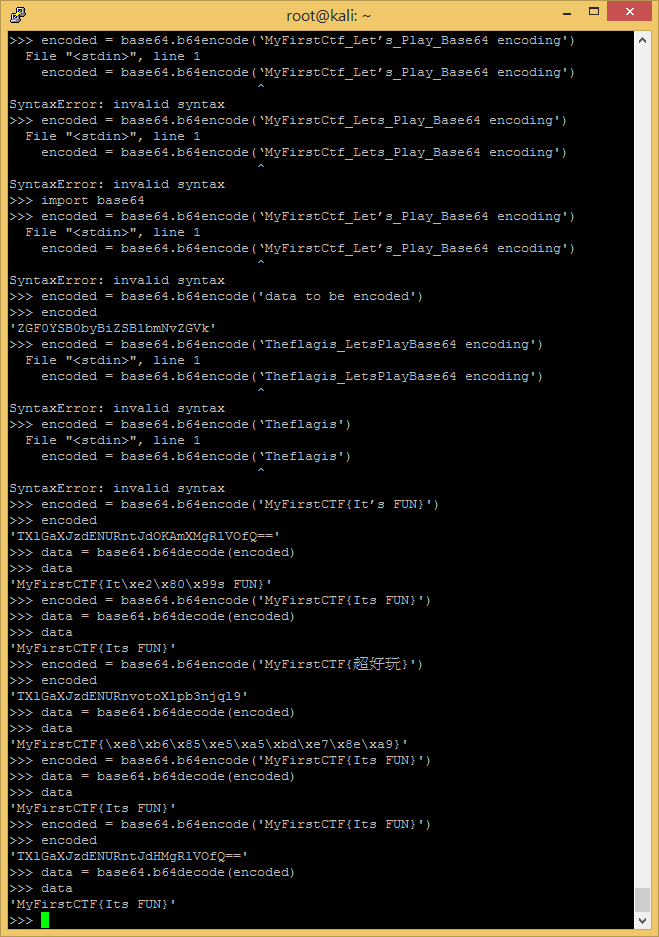 root@kali: ~
>>> encoded = base64.b64encode(‘MyFirstCtf_Let’s_Play_Base64 encoding')
  File "<stdin>", line 1
    encoded = base64.b64encode(‘MyFirstCtf_Let’s_Play_Base64 encoding')
                               ^
SyntaxError: invalid syntax
>>> encoded = base64.b64encode(‘MyFirstCtf_Lets_Play_Base64 encoding')
  File "<stdin>", line 1
    encoded = base64.b64encode(‘MyFirstCtf_Lets_Play_Base64 encoding')
                               ^
SyntaxError: invalid syntax
>>> import base64
>>> encoded = base64.b64encode(‘MyFirstCtf_Let’s_Play_Base64 encoding')
  File "<stdin>", line 1
    encoded = base64.b64encode(‘MyFirstCtf_Let’s_Play_Base64 encoding')
                               ^
SyntaxError: invalid syntax
>>> encoded = base64.b64encode('data to be encoded')
>>> encoded
'ZGF0YSB0byBiZSBlbmNvZGVk'
>>> encoded = base64.b64encode(‘Theflagis_LetsPlayBase64 encoding')
  File "<stdin>", line 1
    encoded = base64.b64encode(‘Theflagis_LetsPlayBase64 encoding')
                               ^
SyntaxError: invalid syntax
>>> encoded = base64.b64encode(‘Theflagis')
  File "<stdin>", line 1
    encoded = base64.b64encode(‘Theflagis')
                               ^
SyntaxError: invalid syntax
>>> encoded = base64.b64encode('MyFirstCTF{It’s FUN}')
>>> encoded
'TXlGaXJzdENURntJdOKAmXMgRlVOfQ=='
>>> data = base64.b64decode(encoded)
>>> data
'MyFirstCTF{It\xe2\x80\x99s FUN}'
>>> encoded = base64.b64encode('MyFirstCTF{Its FUN}')
>>> data = base64.b64decode(encoded)
>>> data
'MyFirstCTF{Its FUN}'
>>> encoded = base64.b64encode('MyFirstCTF{超好玩}')
>>> encoded
'TXlGaXJzdENURnvotoXlpb3njql9'
>>> data = base64.b64decode(encoded)
>>> data
'MyFirstCTF{\xe8\xb6\x85\xe5\xa5\xbd\xe7\x8e\xa9}'
>>> encoded = base64.b64encode('MyFirstCTF{Its FUN}')
>>> data = base64.b64decode(encoded)
>>> data
'MyFirstCTF{Its FUN}'
>>> encoded = base64.b64encode('MyFirstCTF{Its FUN}')
>>> encoded
'TXlGaXJzdENURntJdHMgRlVOfQ=='
>>> data = base64.b64decode(encoded)
>>> data
'MyFirstCTF{Its FUN}'
>>>